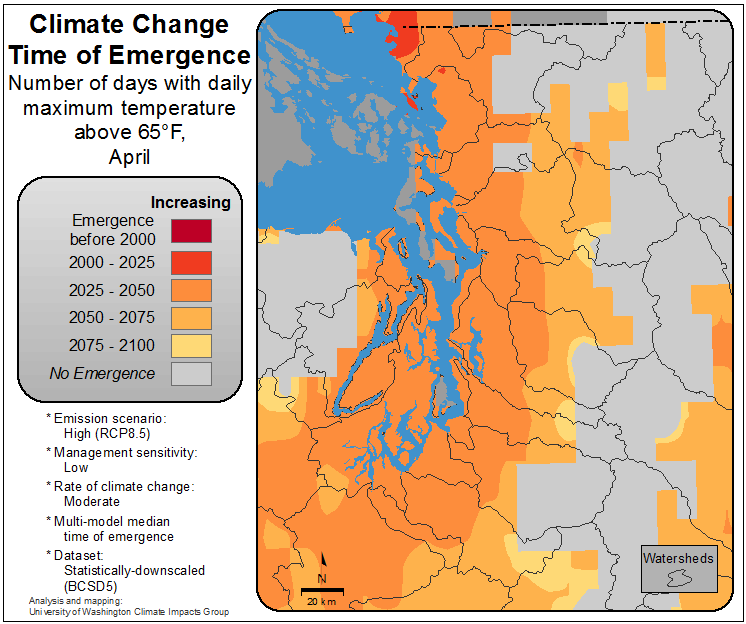 Climate Change
Time of Emergence
Number of days with daily
maximum temperature
above 65°F,
April
Increasing
Emergence
before 2000
2000 - 2025
2025 - 2050
2050 - 2075
2075 - 2100
No Emergence
* Emission scenario:
High (RCP8.5)
* Management sensitivity:
Low
* Rate of climate change:
Moderate
* Multi-model median
time of emergence
* Dataset:
Statistically-downscaled
(BCSD5)
Analysis and mapping:
University of Washington Climate Impacts Group
N
20 km
Watersheds